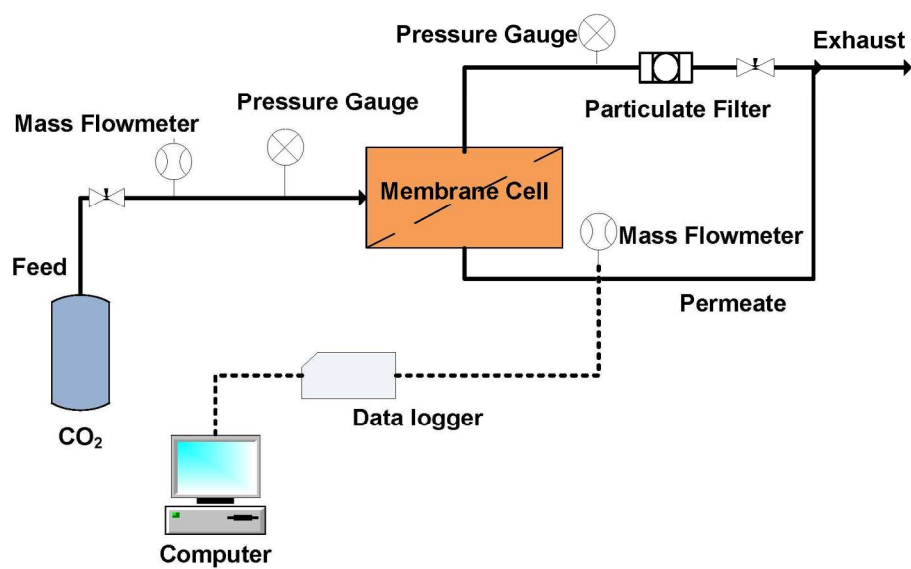 Pressure Gauge
Exhaust
Pressure Gauge
Particulate Filter
Mass Flowmeter
Membrane Cell
Mass Flowmeter
Feed
Permeate
Data logger
CO₂
Computer